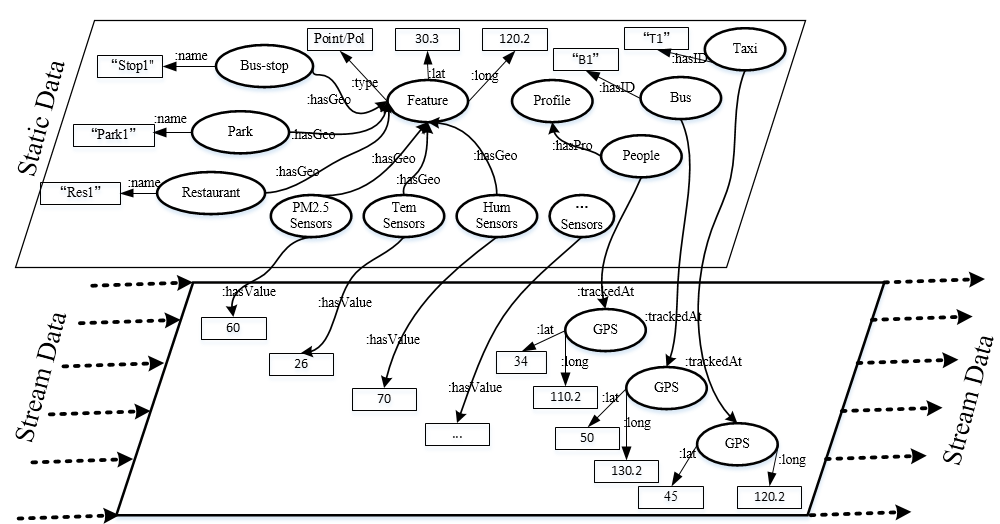 Static Data
"Stop1"
:name
Bus-stop
:hasGeo
Point/Pol
:type
30.3
:lat
120.2
:long
Feature
"Park1"
:name
Park
:hasGeo
"Res1"
:name
Restaurant
:hasGeo
"B1"
:hasID
Bus
"T1"
:hasID
Taxi
Profile
:hasPro
People
PM2.5
Sensors
:hasGeo
Tem
Sensors
:hasGeo
Hum
Sensors
:hasGeo
...
Sensors
Stream Data
:hasValue
60
:hasValue
26
:hasValue
70
:hasValue
...
:trackedAt
GPS
:lat
34
:long
110.2
:trackedAt
GPS
:lat
50
:long
130.2
:trackedAt
GPS
:lat
45
:long
120.2
Stream Data